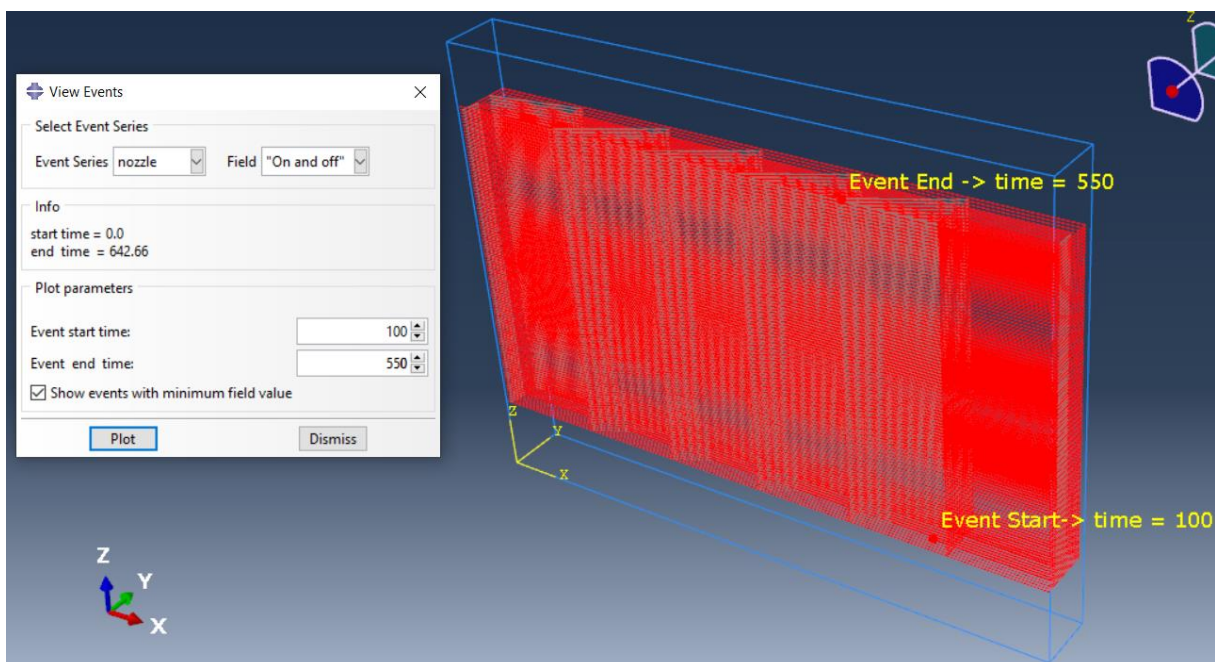 View Events
Select Event Series
Event Series nozzle Field "On and off"
Info
start time = 0.0
end time = 642.66
Plot parameters
Event start time: 100
Event end time: 550
Show events with minimum field value
Plot Dismiss
Z
Event End -> time = 550
Event Start-> time = 100
Z
Y
X
Z
Y
X